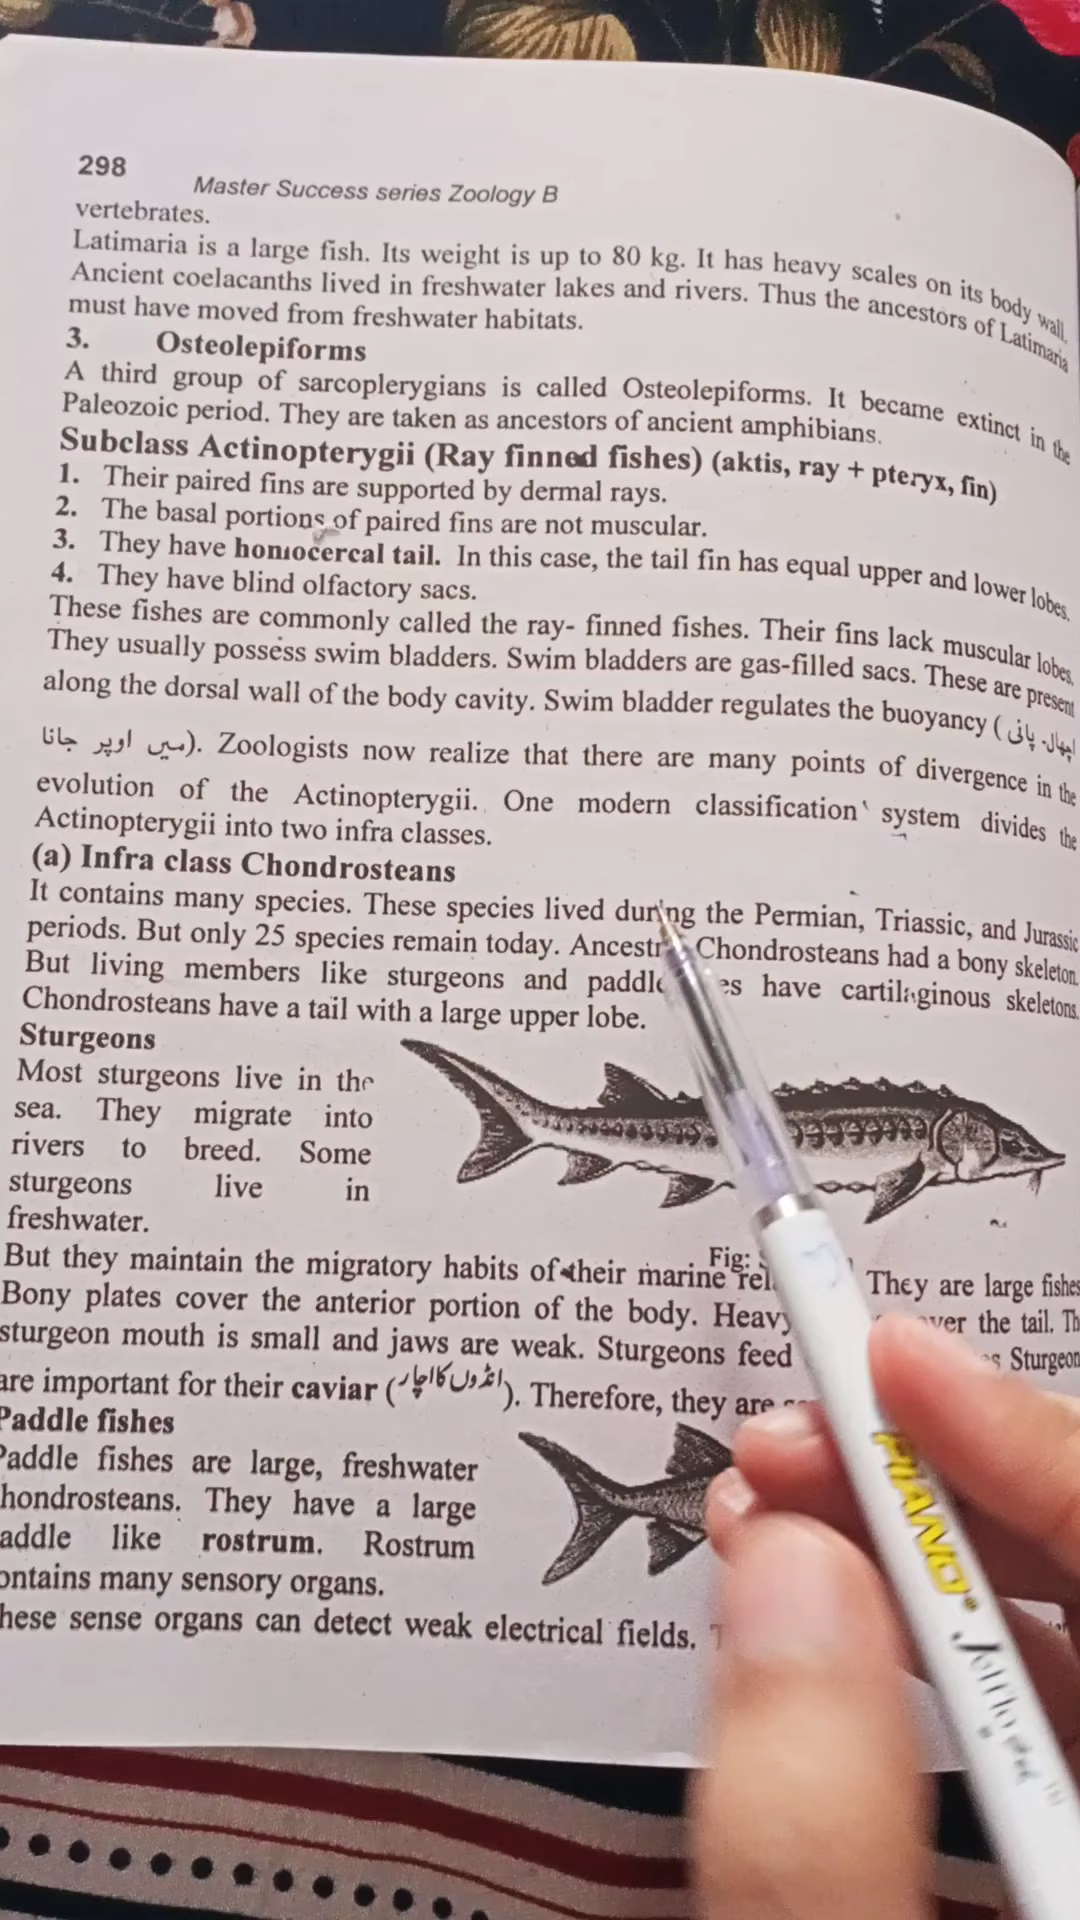 298
Master Success series Zoology B
vertebrates.
Latimaria is a large fish. Its weight is up to 80 kg. It has heavy scales on its body wall.
Ancient coelacanths lived in freshwater lakes and rivers. Thus the ancestors of Latimaria
must have moved from freshwater habitats.
3. Osteolepiforms
A third group of sarcoplerygians is called Osteolepiforms. It became extinct in the
Paleozoic period. They are taken as ancestors of ancient amphibians.
Subclass Actinopterygii (Ray finned fishes) (aktis, ray + pteryx, fin)
1. Their paired fins are supported by dermal rays.
2. The basal portions of paired fins are not muscular.
3. They have homocercal tail. In this case, the tail fin has equal upper and lower lobes.
4. They have blind olfactory sacs.
These fishes are commonly called the ray- finned fishes. Their fins lack muscular lobes.
They usually possess swim bladders. Swim bladders are gas-filled sacs. These are present
along the dorsal wall of the body cavity. Swim bladder regulates the buoyancy (اچھال۔ پانی
میں اوپر جانا). Zoologists now realize that there are many points of divergence in the
evolution of the Actinopterygii. One modern classification system divides the
Actinopterygii into two infra classes.
(a) Infra class Chondrosteans
It contains many species. These species lived during the Permian, Triassic, and Jurassic
periods. But only 25 species remain today. Chondrosteans had a bony skeleton.
But living members like sturgeons and have cartilaginous skeletons.
Chondrosteans have a tail with a large upper lobe.
Sturgeons
Most sturgeons live in the
sea. They migrate into
rivers to breed. Some
sturgeons live in
freshwater.
Fig:
But they maintain the migratory habits of their marine They are large fishes
Bony plates cover the anterior portion of the body. Heavy the tail.
sturgeon mouth is small and jaws are weak. Sturgeons feed Sturgeon
are important for their caviar (انڈوں کا اچار). Therefore, they are
Paddle fishes
Paddle fishes are large, freshwater
hondrosteans. They have a large
addle like rostrum. Rostrum
ontains many sensory organs.
hese sense organs can detect weak electrical fields.
PIANO